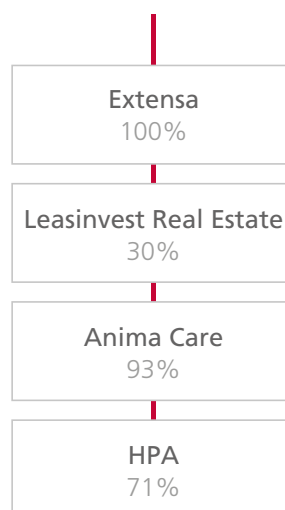 Extensa
100%
Leasinvest Real Estate
30%
Anima Care
93%
HPA
71%